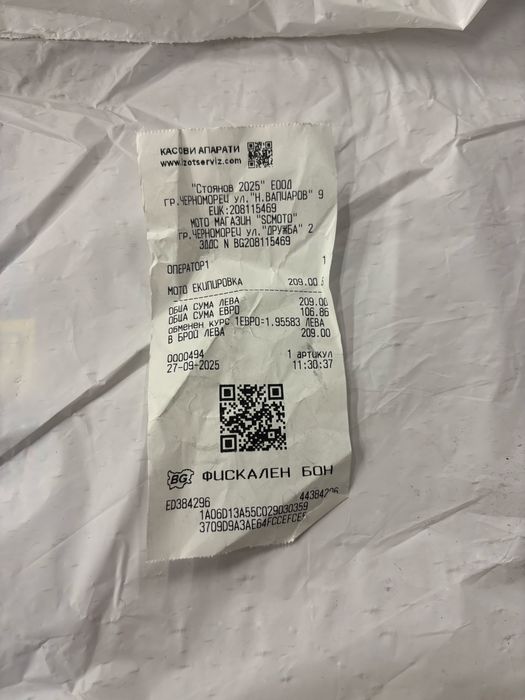 КАСОВИ АПАРАТИ
www.zotserviz.com
"Стоянов 2025" ЕООД
ГР.ЧЕРНОМОРЕЦ ул."Н.ВАПЦАРОВ" 9
ЕИК:208115469
МОТО МАГАЗИН "SCMOTO"
ГР.ЧЕРНОМОРЕЦ ул."ДРУЖБА" 2
ЗДДС N BG208115469
ОПЕРАТОР1 1
МОТО ЕКИПИРОВКА 209.00 Б
ОБЩА СУМА ЛЕВА 209.00
ОБЩА СУМА ЕВРО 106.86
обменен курс 1ЕВРО=1.95583 ЛЕВА
В БРОЙ ЛЕВА 209.00
0000494 1 артикул
27-09-2025 11:30:37
BG ФИСКАЛЕН БОН
ED384296 44384296
1A06D13A55C029030359
3709D9A3AE64FCCEFCEF